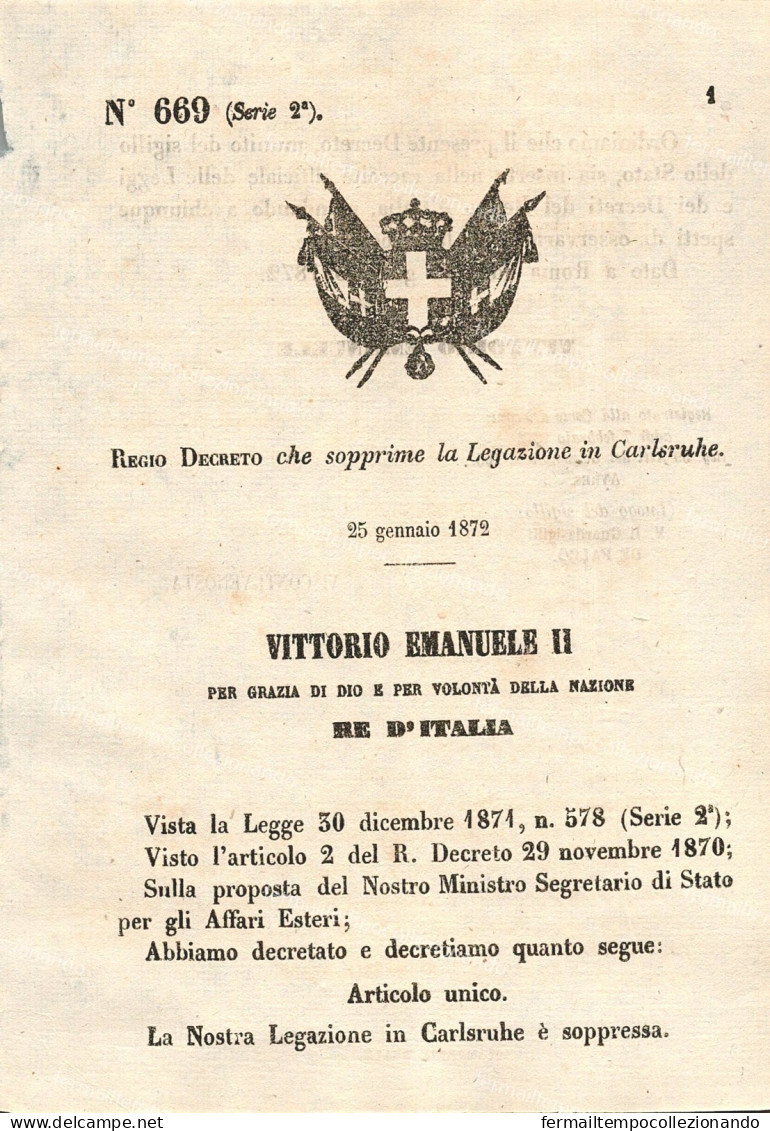 N° 669 (Serie 2ª).
1
REGIO DECRETO che sopprime la Legazione in Carlsruhe.
25 gennaio 1872
VITTORIO EMANUELE II
PER GRAZIA DI DIO E PER VOLONTÀ DELLA NAZIONE
RE D'ITALIA
Vista la Legge 30 dicembre 1871, n. 578 (Serie 2ª);
Visto l'articolo 2 del R. Decreto 29 novembre 1870;
Sulla proposta del Nostro Ministro Segretario di Stato
per gli Affari Esteri;
Abbiamo decretato e decretiamo quanto segue:
Articolo unico.
La Nostra Legazione in Carlsruhe è soppressa.
fermailtempocollezionando